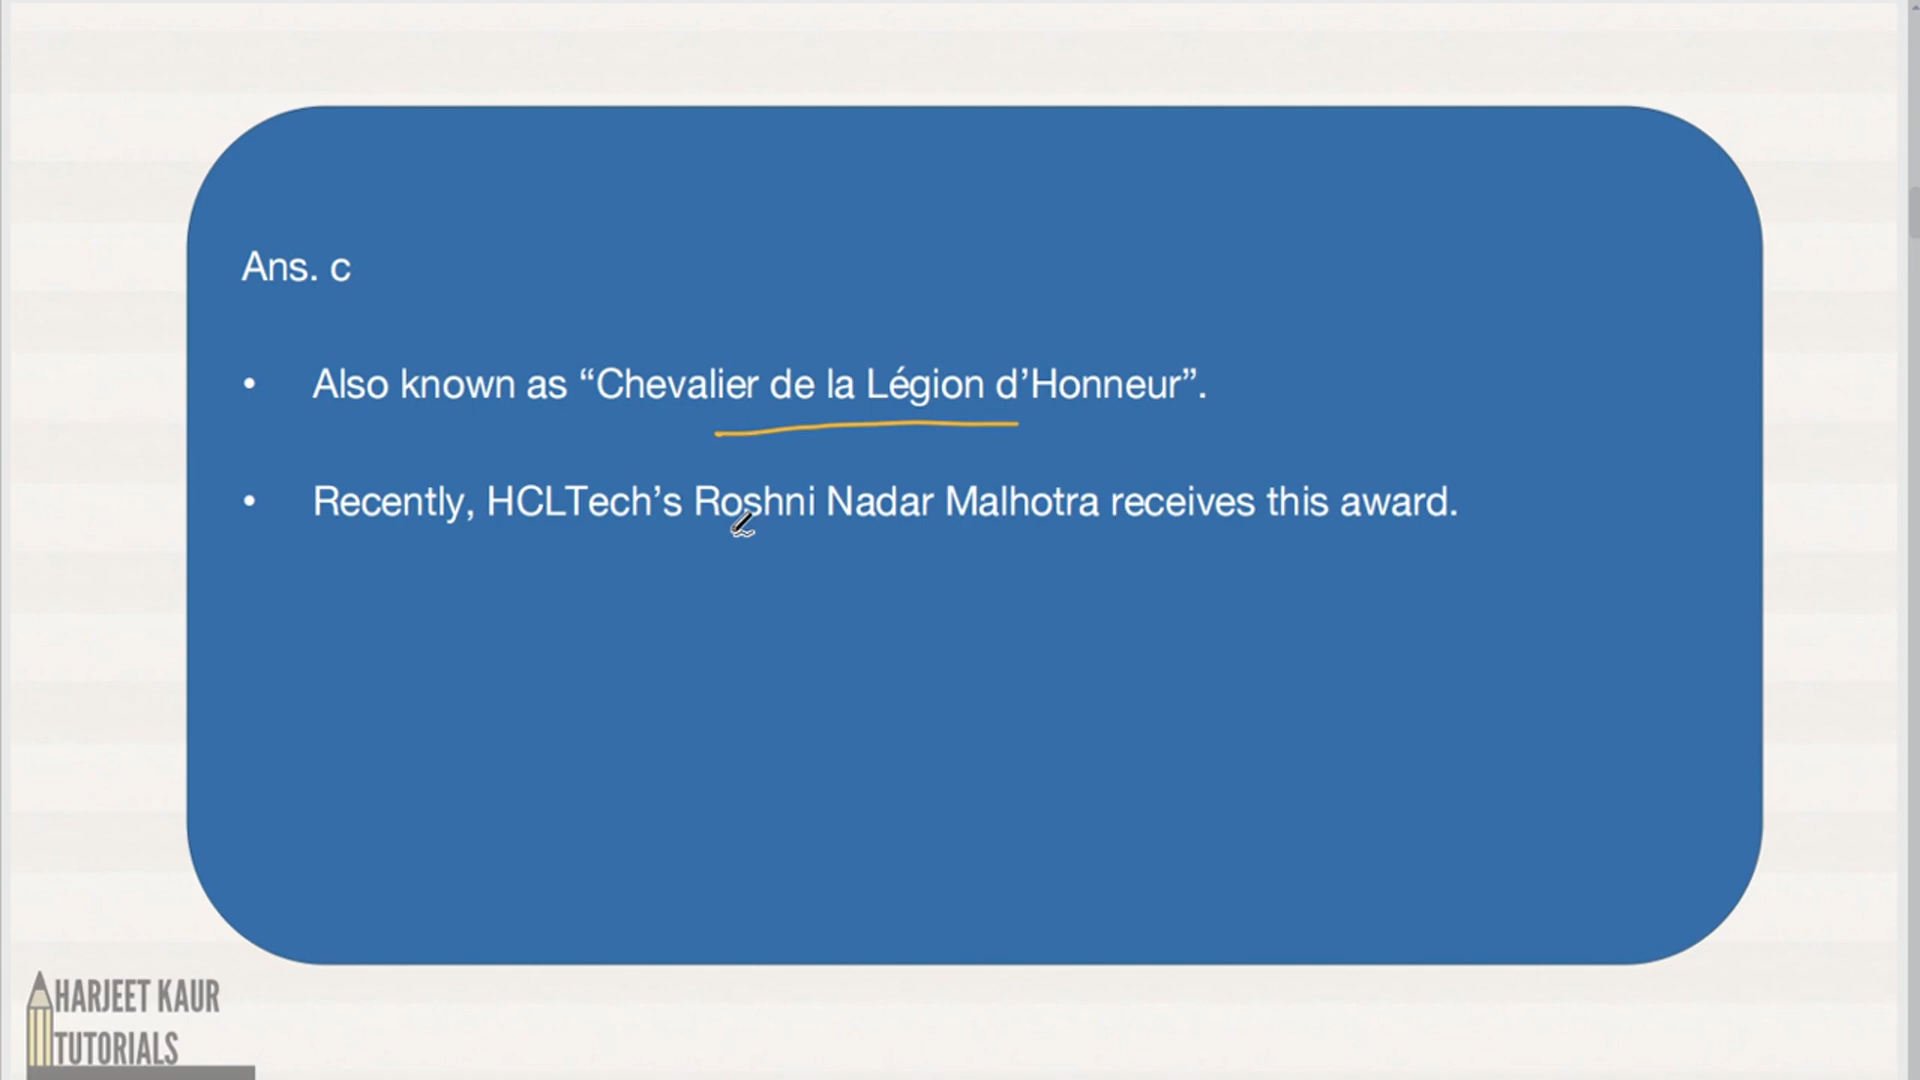 Ans. c
• Also known as “Chevalier de la Légion d’Honneur”.
• Recently, HCLTech’s Roshni Nadar Malhotra receives this award.
HARJEET KAUR
TUTORIALS